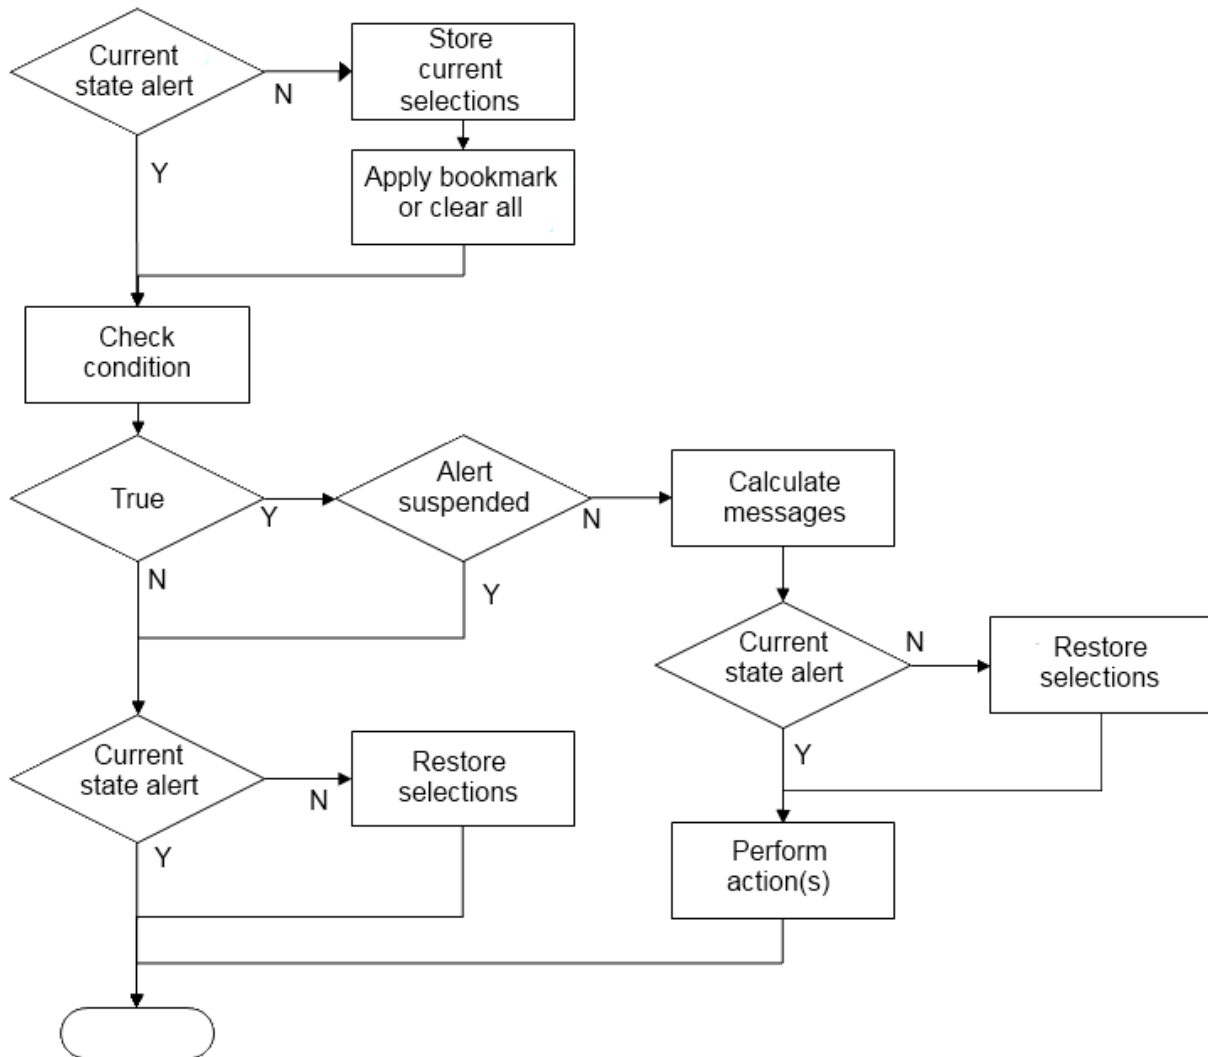 Current
state alert
N
Y
Store
current
selections
Apply bookmark
or clear all
Check
condition
True
Y
N
Alert
suspended
N
Y
Calculate
messages
Current
state alert
N
Y
Restore
selections
Current
state alert
N
Y
Restore
selections
Perform
action(s)